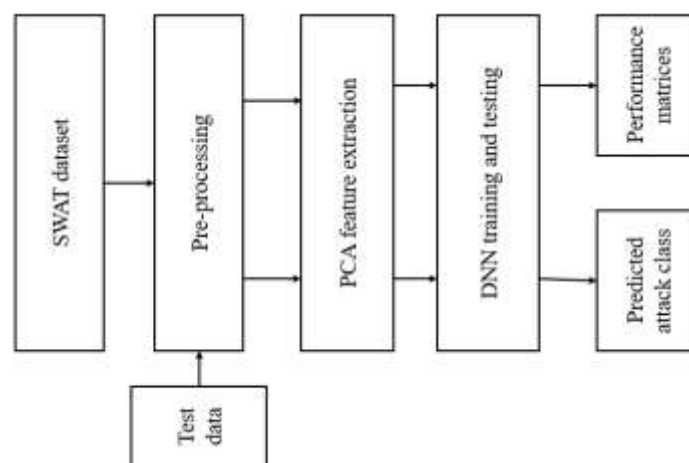 SWAT dataset
Pre-processing
Test
data
PCA feature extraction
DNN training and testing
Performance
matrices
Predicted
attack class